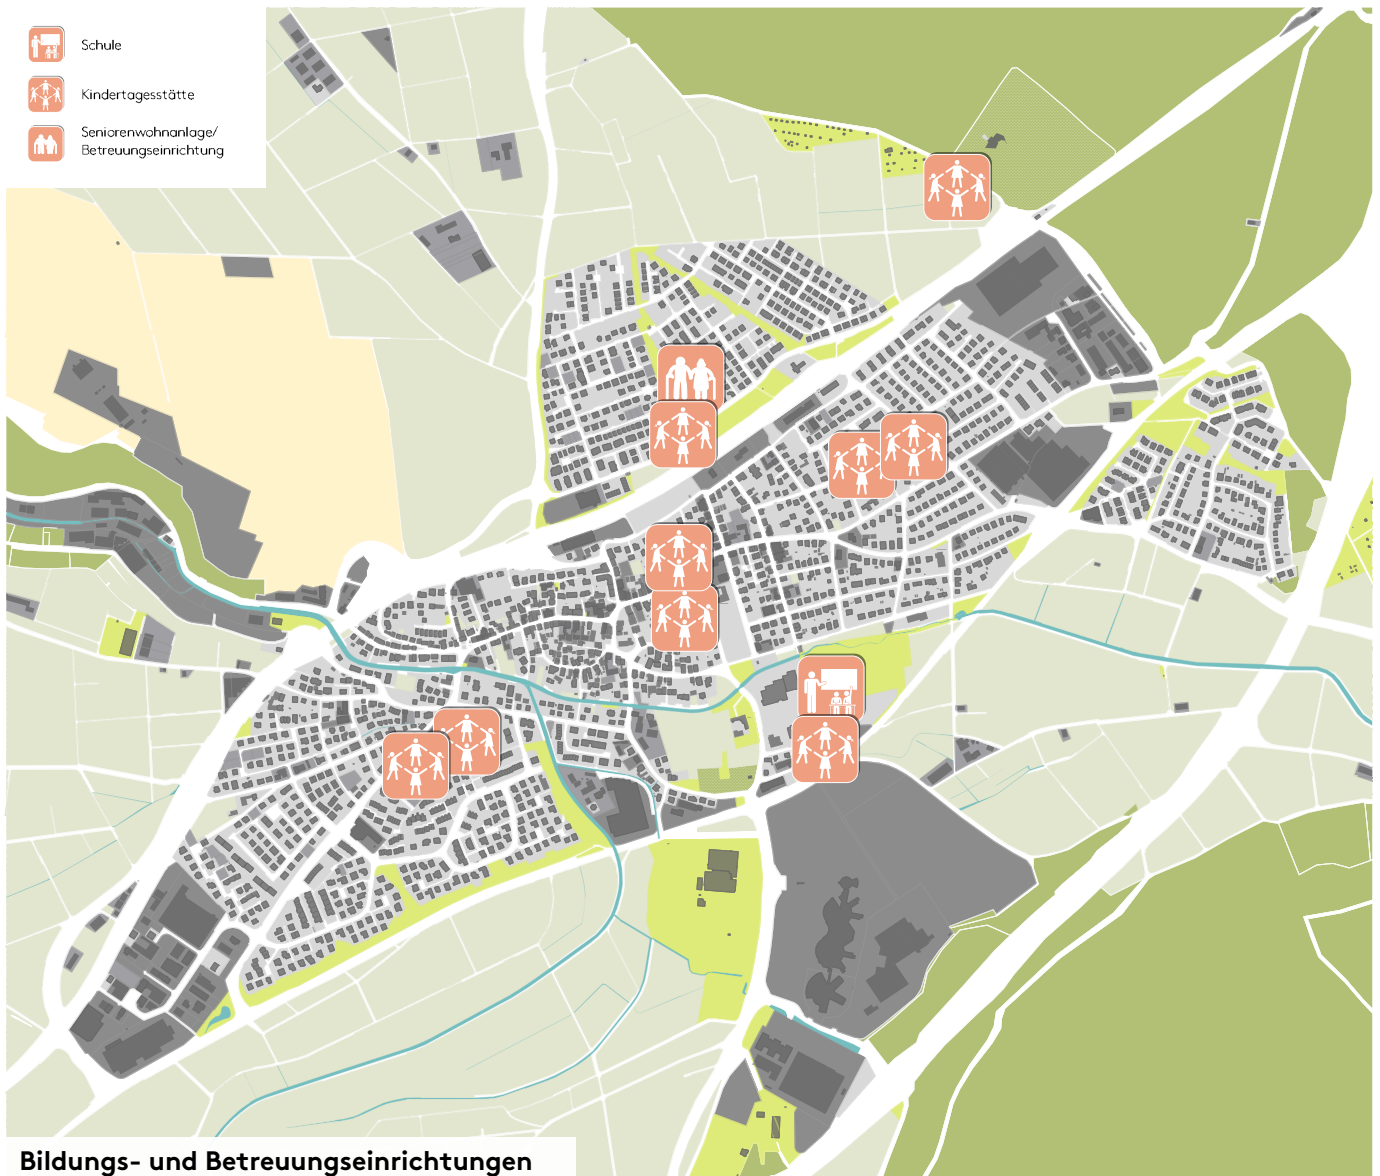 Schule
Kindertagesstätte
Seniorenwohnanlage/
Betreuungseinrichtung
Bildungs- und Betreuungseinrichtungen